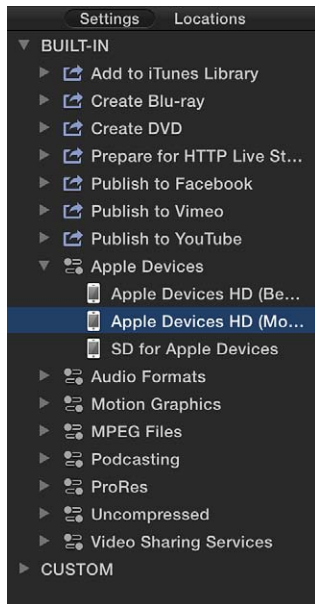 Settings Locations
BUILT-IN
Add to iTunes Library
Create Blu-ray
Create DVD
Prepare for HTTP Live St...
Publish to Facebook
Publish to Vimeo
Publish to YouTube
Apple Devices
Apple Devices HD (Be...
Apple Devices HD (Mo...
SD for Apple Devices
Audio Formats
Motion Graphics
MPEG Files
Podcasting
ProRes
Uncompressed
Video Sharing Services
CUSTOM